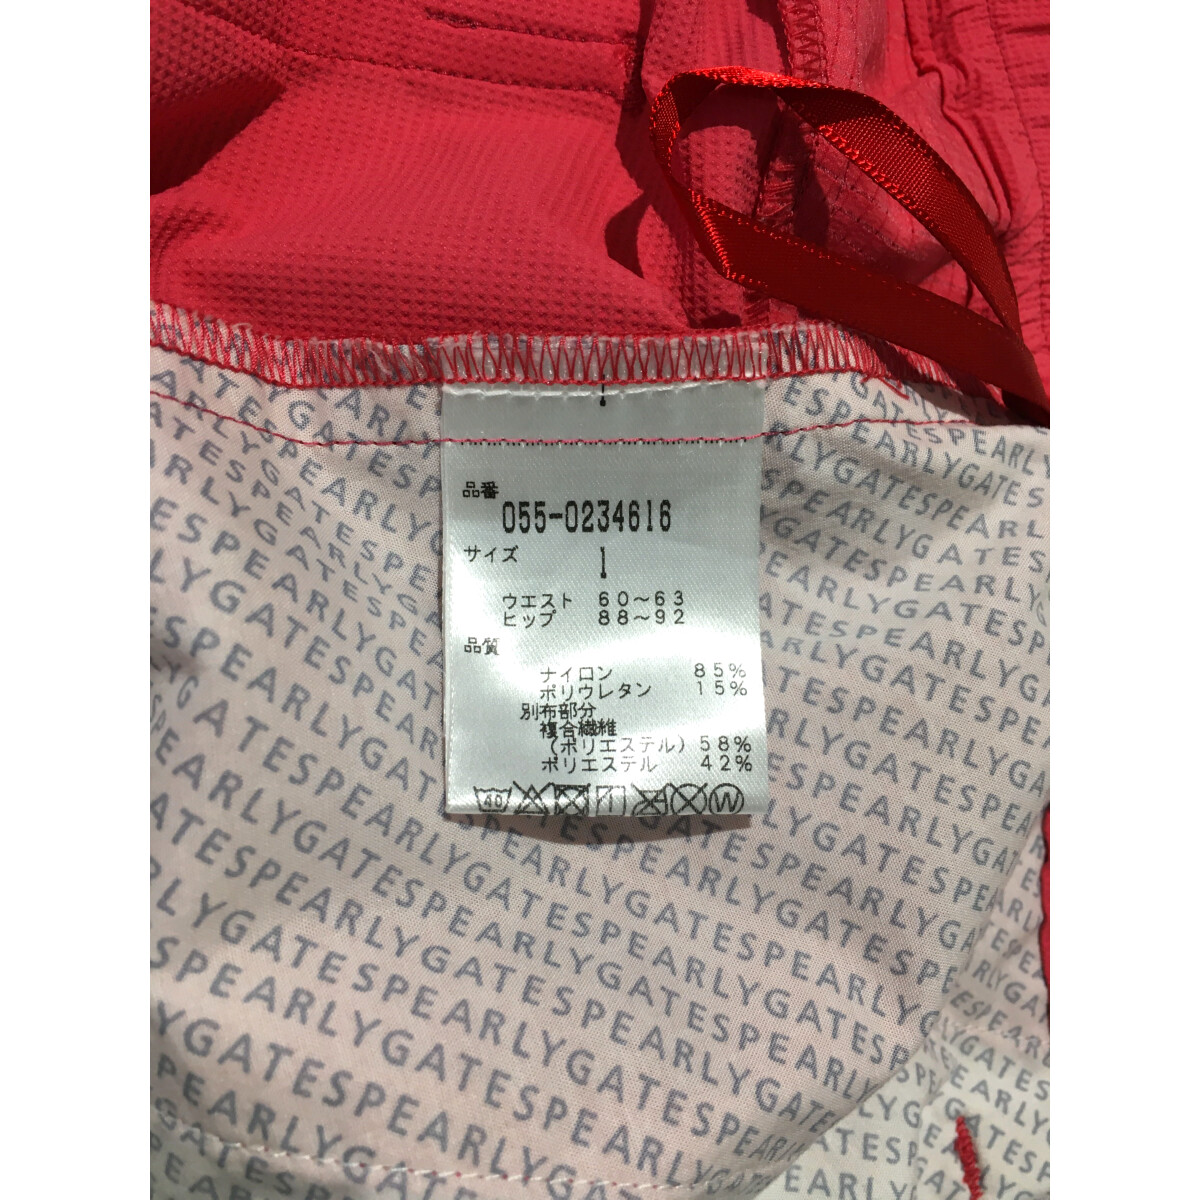 品番
055-0234616
サイズ
1
ウエスト 60～63
ヒップ 88～92
品質
ナイロン 85%
ポリウレタン 15%
別布部分
複合繊維
(ポリエステル) 58%
ポリエステル 42%
40
W
PEARLYGATESPEARLYGATESPEARLYGATES